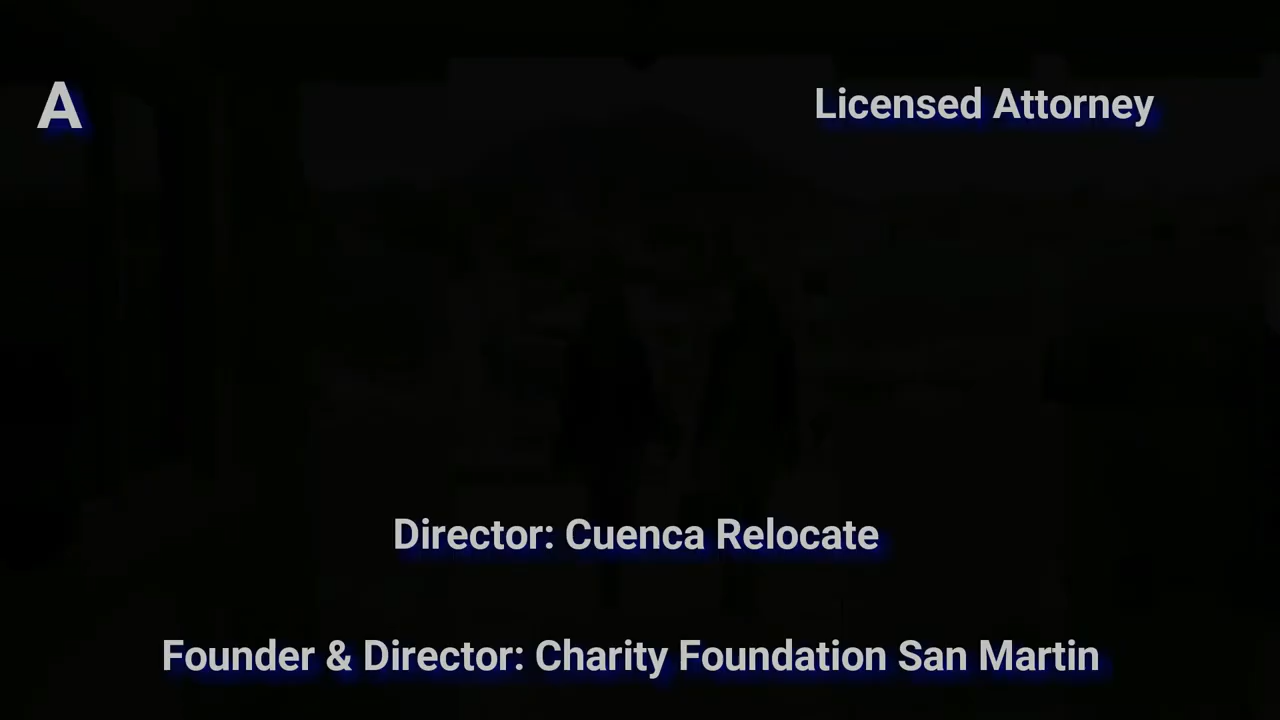 A
Licensed Attorney
Director: Cuenca Relocate
Founder & Director: Charity Foundation San Martin